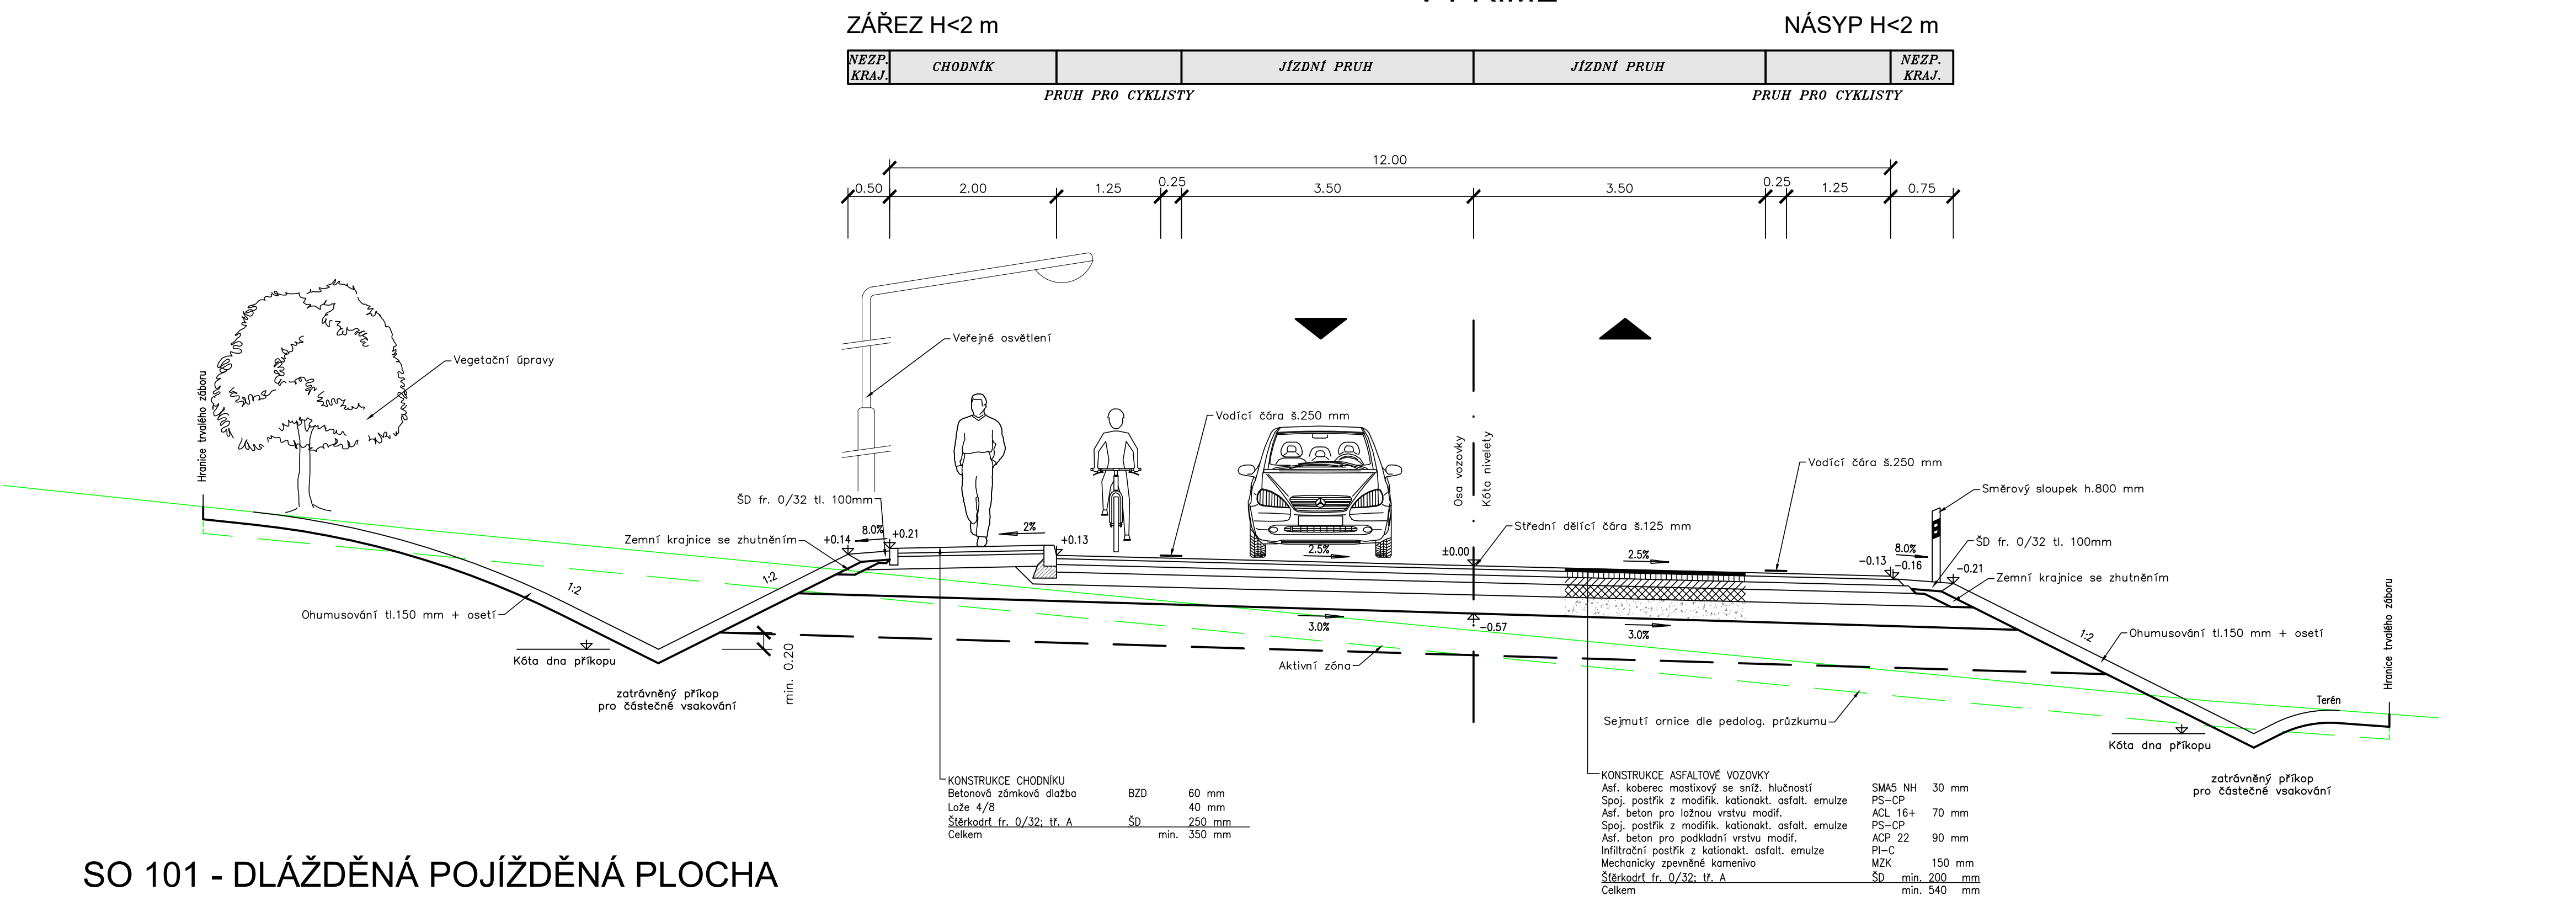 ZÁŘEZ H<2 m
NÁSYP H<2 m
NEZP. KRAJ.
CHODNÍK
JÍZDNÍ PRUH
JÍZDNÍ PRUH
NEZP. KRAJ.
PRUH PRO CYKLISTY
PRUH PRO CYKLISTY
12.00
0.50
2.00
1.25
0.25
3.50
3.50
0.25
1.25
0.75
Veřejné osvětlení
Vegetační úpravy
Hranice trvalého záboru
Vodící čára š.250 mm
Osa vozovky
Kóta nivelety
Vodící čára š.250 mm
Směrový sloupek h.800 mm
ŠD fr. 0/32 tl. 100mm
Zemní krajnice se zhutněním
+0.14
8.0%
+0.21
2%
+0.13
2.5%
±0.00
Střední dělící čára š.125 mm
2.5%
-0.13
8.0%
-0.16
-0.21
ŠD fr. 0/32 tl. 100mm
Zemní krajnice se zhutněním
Hranice trvalého záboru
1:2
1:2
Ohumusování tl.150 mm + osetí
3.0%
-0.57
3.0%
1:2
Ohumusování tl.150 mm + osetí
Kóta dna příkopu
min. 0.20
Aktivní zóna
zatrávněný příkop
pro částečné vsakování
Sejmutí ornice dle pedolog. průzkumu
Terén
Kóta dna příkopu
zatrávněný příkop
pro částečné vsakování
KONSTRUKCE CHODNÍKU
Betonová zámková dlažba BZD 60 mm
Lože 4/8 40 mm
Štěrkodrť fr. 0/32; tř. A ŠD 250 mm
Celkem min. 350 mm
KONSTRUKCE ASFALTOVÉ VOZOVKY
Asf. koberec mastixový se sníž. hlučností SMA5 NH 30 mm
Spoj. postřik z modifik. kationakt. asfalt. emulze PS-CP
Asf. beton pro ložnou vrstvu modif. ACL 16+ 70 mm
Spoj. postřik z modifik. kationakt. asfalt. emulze PS-CP
Asf. beton pro podkladní vrstvu modif. ACP 22 90 mm
Infiltrační postřik z kationakt. asfalt. emulze PI-C
Mechanicky zpevněné kamenivo MZK 150 mm
Štěrkodrť fr. 0/32; tř. A ŠD min. 200 mm
Celkem min. 540 mm
SO 101 - DLÁŽDĚNÁ POJÍŽDĚNÁ PLOCHA